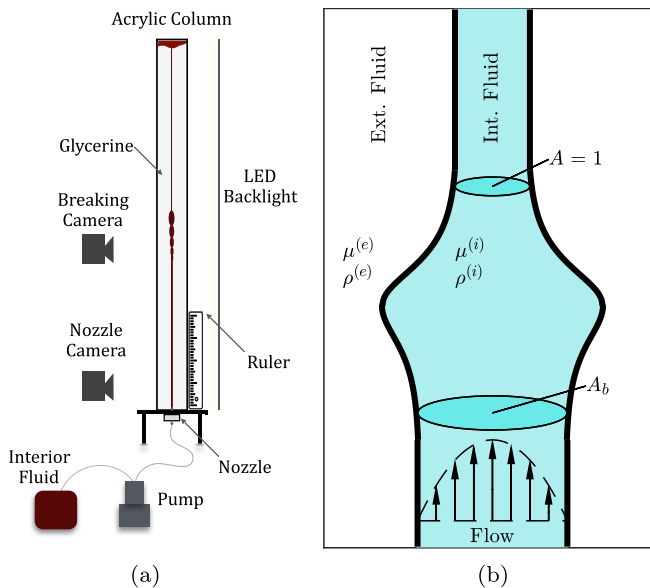 Acrylic Column
Glycerine
LED
Backlight
Breaking
Camera
Nozzle
Camera
Ruler
0
Nozzle
Interior
Fluid
Pump
(a)
Ext. Fluid
Int. Fluid
A = 1
μ^(e)
ρ^(e)
μ^(i)
ρ^(i)
A_b
Flow
(b)